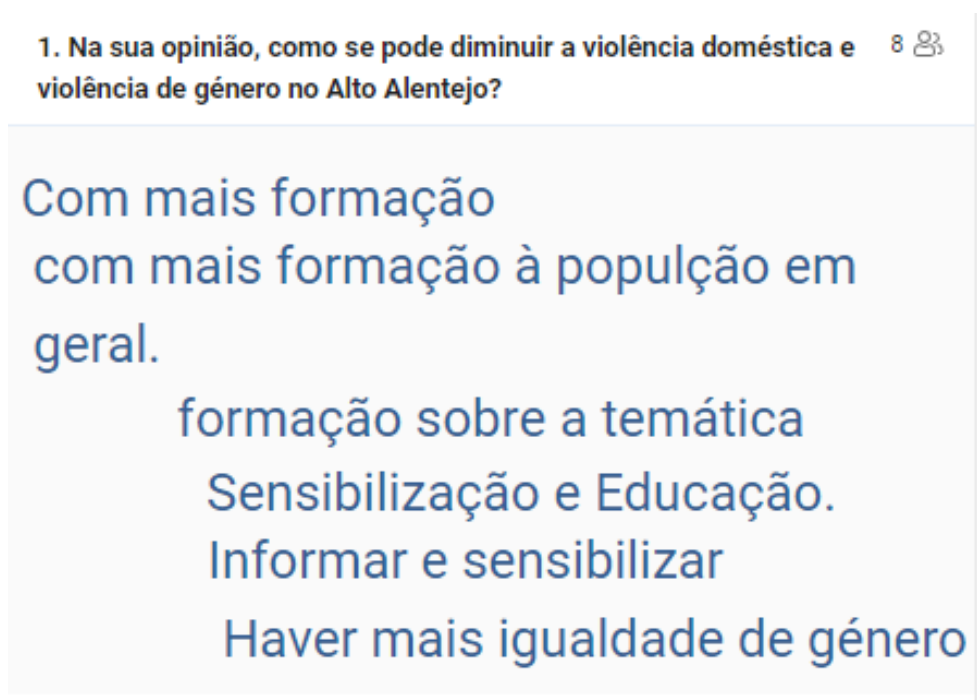 1. Na sua opinião, como se pode diminuir a violência doméstica e 8
violência de género no Alto Alentejo?
Com mais formação
com mais formação à populção em
geral.
formação sobre a temática
Sensibilização e Educação.
Informar e sensibilizar
Haver mais igualdade de género